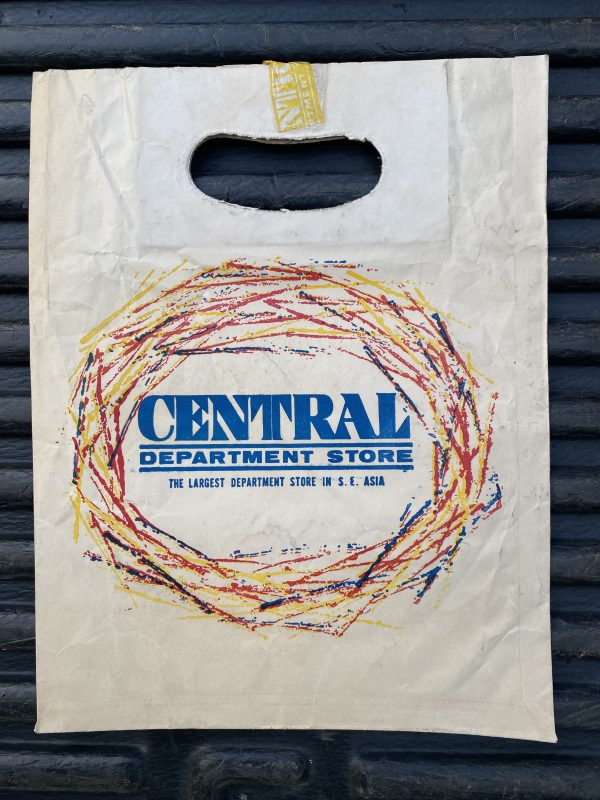 CENTRAL
DEPARTMENT STORE
THE LARGEST DEPARTMENT STORE IN S. E. ASIA